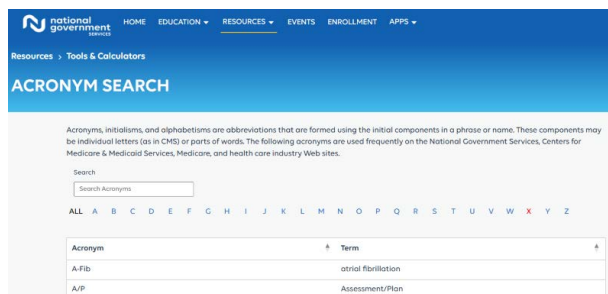 national government SERVICES HOME EDUCATION RESOURCES EVENTS ENROLLMENT APPS
Resources > Tools & Calculators
ACRONYM SEARCH
Acronyms, initialisms, and alphabetisms are abbreviations that are formed using the initial components in a phrase or name. These components may
be individual letters (as in CMS) or parts of words. The following acronyms are used frequently on the National Government Services, Centers for
Medicare & Medicaid Services, Medicare, and health care industry Web sites.
Search
Search Acronyms
ALL A B C D E F G H I J K L M N O P Q R S T U V W X Y Z
Acronym Term
A-Fib atrial fibrillation
A/P Assessment/Plan